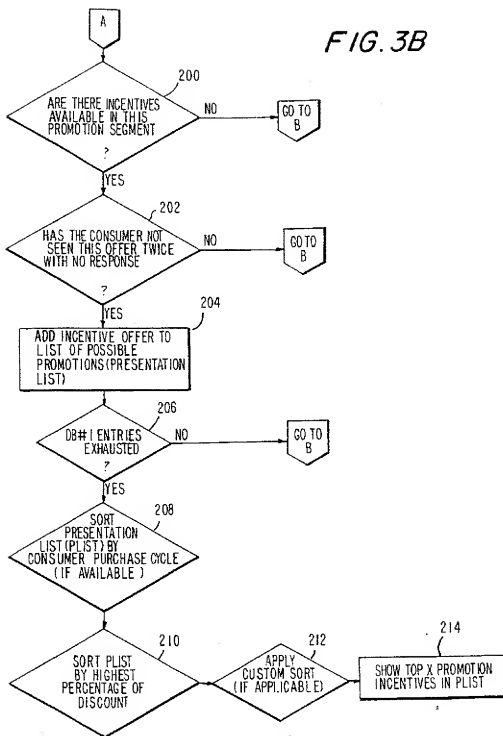 A
FIG. 3B
200
ARE THERE INCENTIVES
AVAILABLE IN THIS
PROMOTION SEGMENT
?
NO
GO TO
B
YES
202
HAS THE CONSUMER NOT
SEEN THIS OFFER TWICE
WITH NO RESPONSE
?
NO
GO TO
B
YES
204
ADD INCENTIVE OFFER TO
LIST OF POSSIBLE
PROMOTIONS (PRESENTATION
LIST)
206
DB#1 ENTRIES
EXHAUSTED
?
NO
GO TO
B
YES
208
SORT
PRESENTATION
LIST (PLIST) BY
CONSUMER PURCHASE CYCLE
(IF AVAILABLE)
210
SORT PLIST
BY HIGHEST
PERCENTAGE OF
DISCOUNT
212
APPLY
CUSTOM SORT
(IF APPLICABLE)
214
SHOW TOP X PROMOTION
INCENTIVES IN PLIST